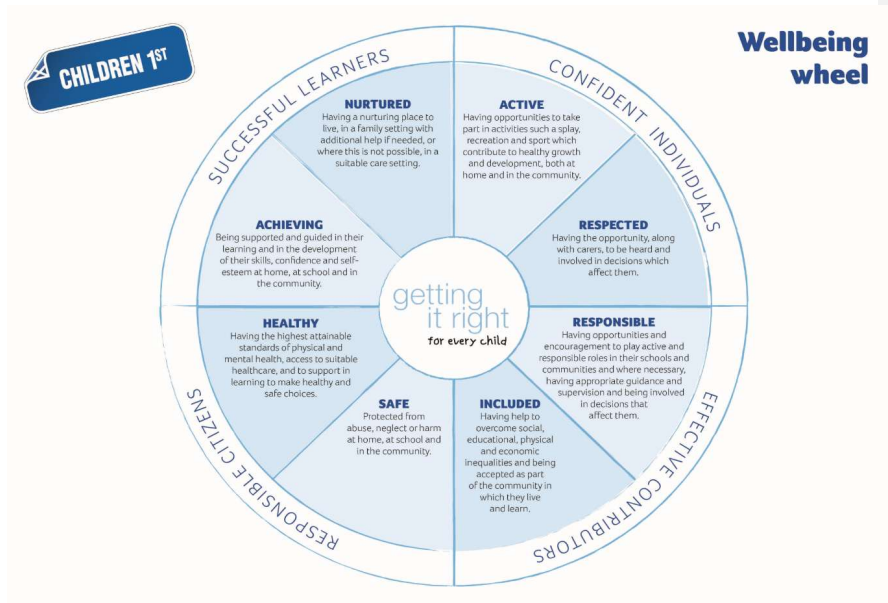 CHILDREN 1ST
Wellbeing
wheel
SUCCESSFUL LEARNERS
CONFIDENT INDIVIDUALS
NURTURED
Having a nurturing place to
live, in a family setting with
additional help if needed, or
where this is not possible, in a
suitable care setting.
ACTIVE
Having opportunities to take
part in activities such a splay,
recreation and sport which
contribute to healthy growth
and development, both at
home and in the community.
ACHIEVING
Being supported and guided in their
learning and in the development
of their skills, confidence and self-
esteem at home, at school and in
the community.
RESPECTED
Having the opportunity, along
with carers, to be heard and
involved in decisions which
affect them.
getting
it right
for every child
HEALTHY
Having the highest attainable
standards of physical and
mental health, access to suitable
healthcare, and to support in
learning to make healthy and
safe choices.
RESPONSIBLE
Having opportunities and
encouragement to play active and
responsible roles in their schools and
communities and where necessary,
having appropriate guidance and
supervision and being involved
in decisions that
affect them.
SAFE
Protected from
abuse, neglect or harm
at home, at school and
in the community.
INCLUDED
Having help to
overcome social,
educational, physical
and economic
inequalities and being
accepted as part
of the community in
which they live
and learn.
RESPONSIBLE CITIZENS
EFFECTIVE CONTRIBUTORS